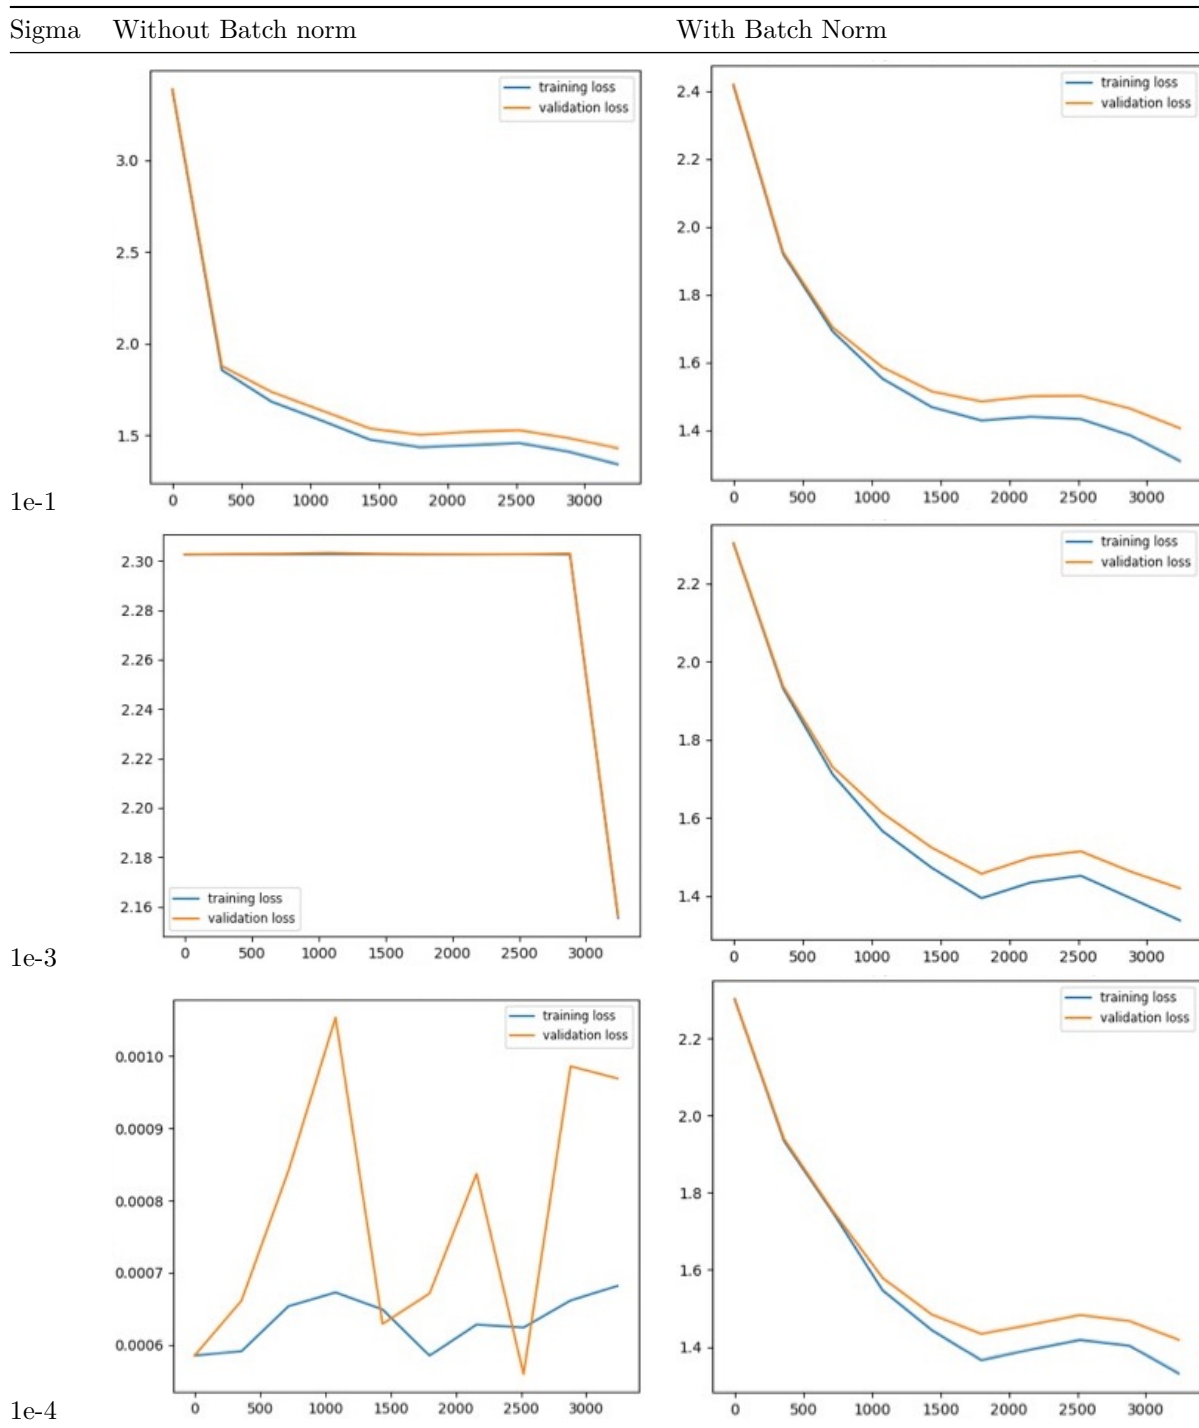 Sigma Without Batch norm With Batch Norm
training loss
validation loss
3.0
2.5
2.0
1.5
0 500 1000 1500 2000 2500 3000
training loss
validation loss
2.4
2.2
2.0
1.8
1.6
1.4
0 500 1000 1500 2000 2500 3000
1e-1
2.30
2.28
2.26
2.24
2.22
2.20
2.18
2.16
training loss
validation loss
0 500 1000 1500 2000 2500 3000
training loss
validation loss
2.2
2.0
1.8
1.6
1.4
0 500 1000 1500 2000 2500 3000
1e-3
training loss
validation loss
0.0010
0.0009
0.0008
0.0007
0.0006
0 500 1000 1500 2000 2500 3000
training loss
validation loss
2.2
2.0
1.8
1.6
1.4
0 500 1000 1500 2000 2500 3000
1e-4